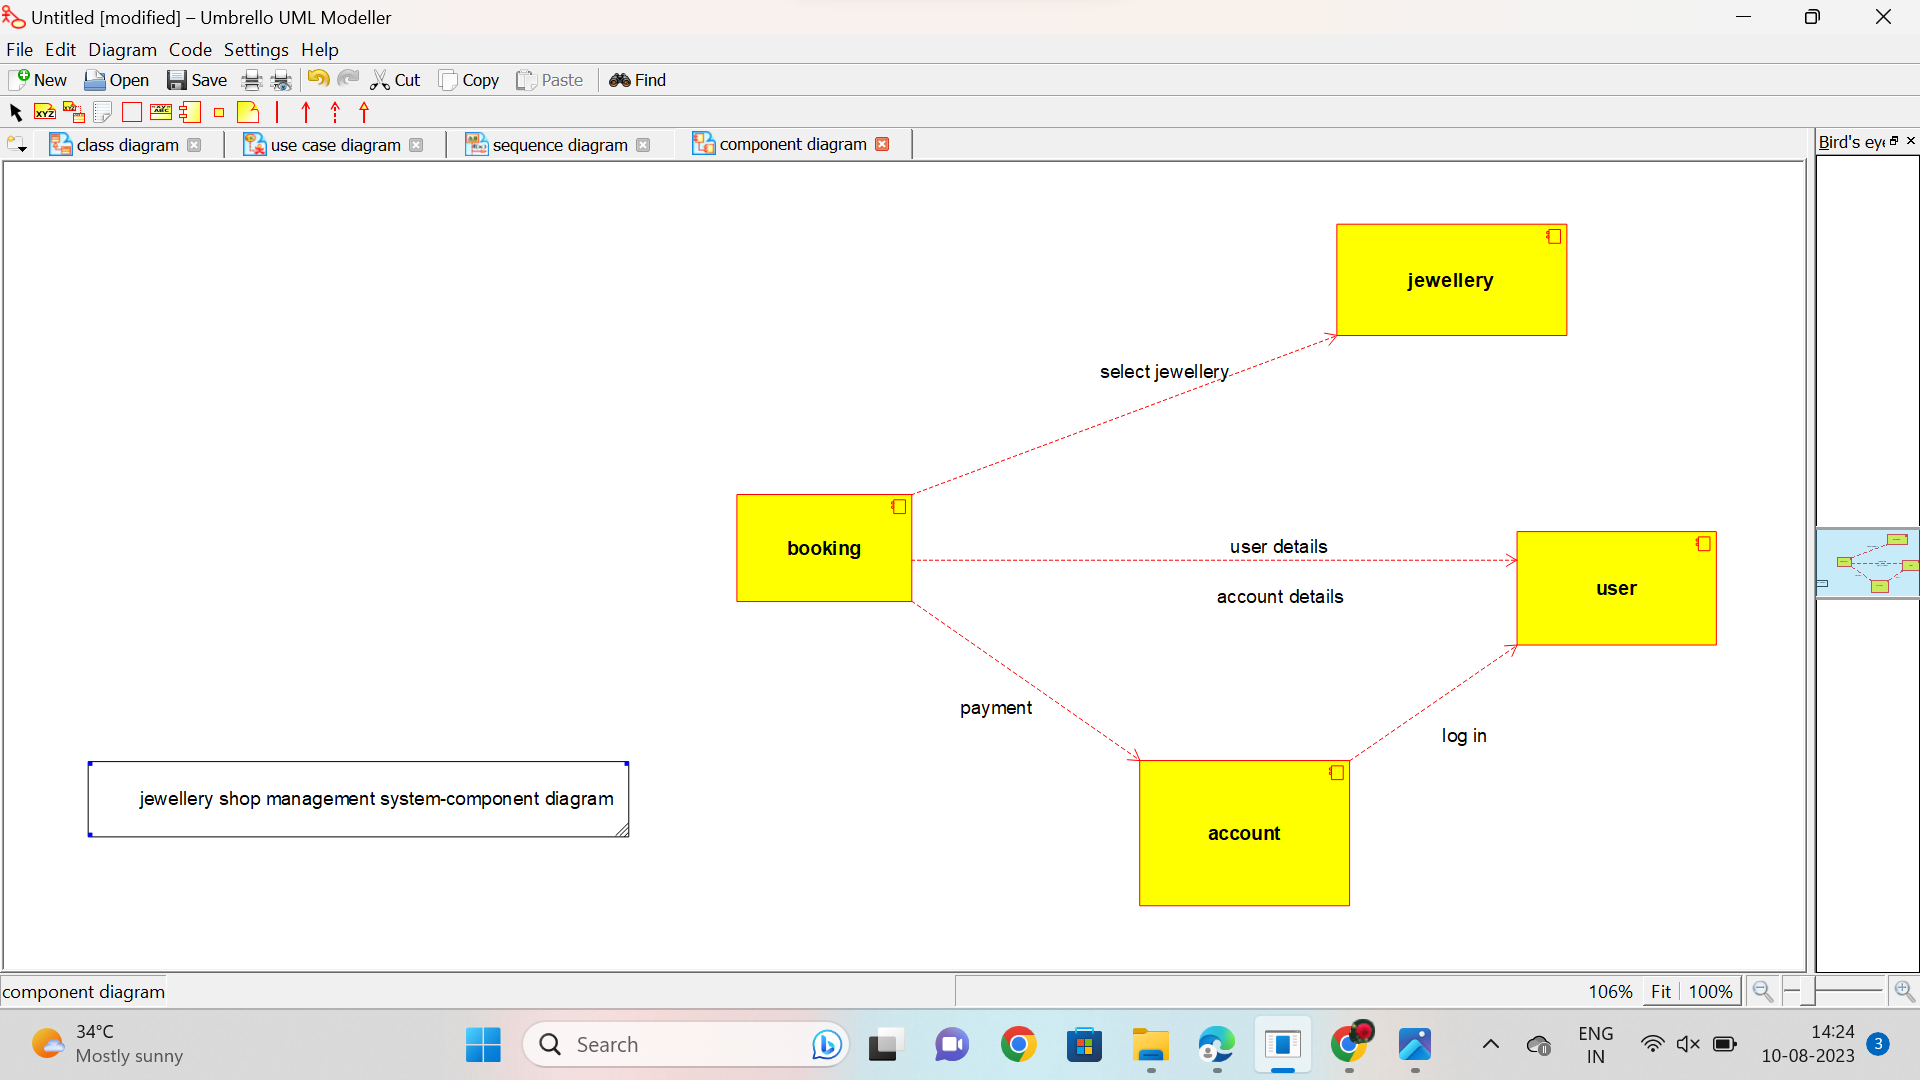 Untitled [modified] – Umbrello UML Modeller
File Edit Diagram Code Settings Help
New Open Save Cut Copy Paste Find
XYZ
class diagram use case diagram sequence diagram component diagram
Bird's eye
jewellery
select jewellery
booking
user details
account details
user
payment
log in
account
jewellery shop management system-component diagram
component diagram
106% Fit 100%
34°C
Mostly sunny
Search
ENG
IN
14:24
10-08-2023
3